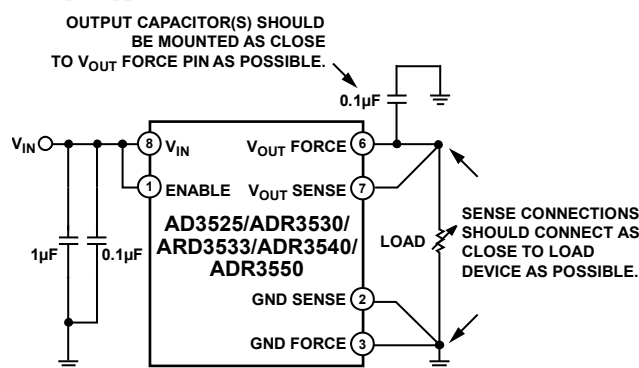 OUTPUT CAPACITOR(S) SHOULD
BE MOUNTED AS CLOSE
TO VOUT FORCE PIN AS POSSIBLE.
0.1µF
VIN
8
VIN
VOUT FORCE
6
1
ENABLE
VOUT SENSE
7
AD3525/ADR3530/
ARD3533/ADR3540/
ADR3550
1µF
0.1µF
LOAD
SENSE CONNECTIONS
SHOULD CONNECT AS
CLOSE TO LOAD
DEVICE AS POSSIBLE.
GND SENSE
2
GND FORCE
3